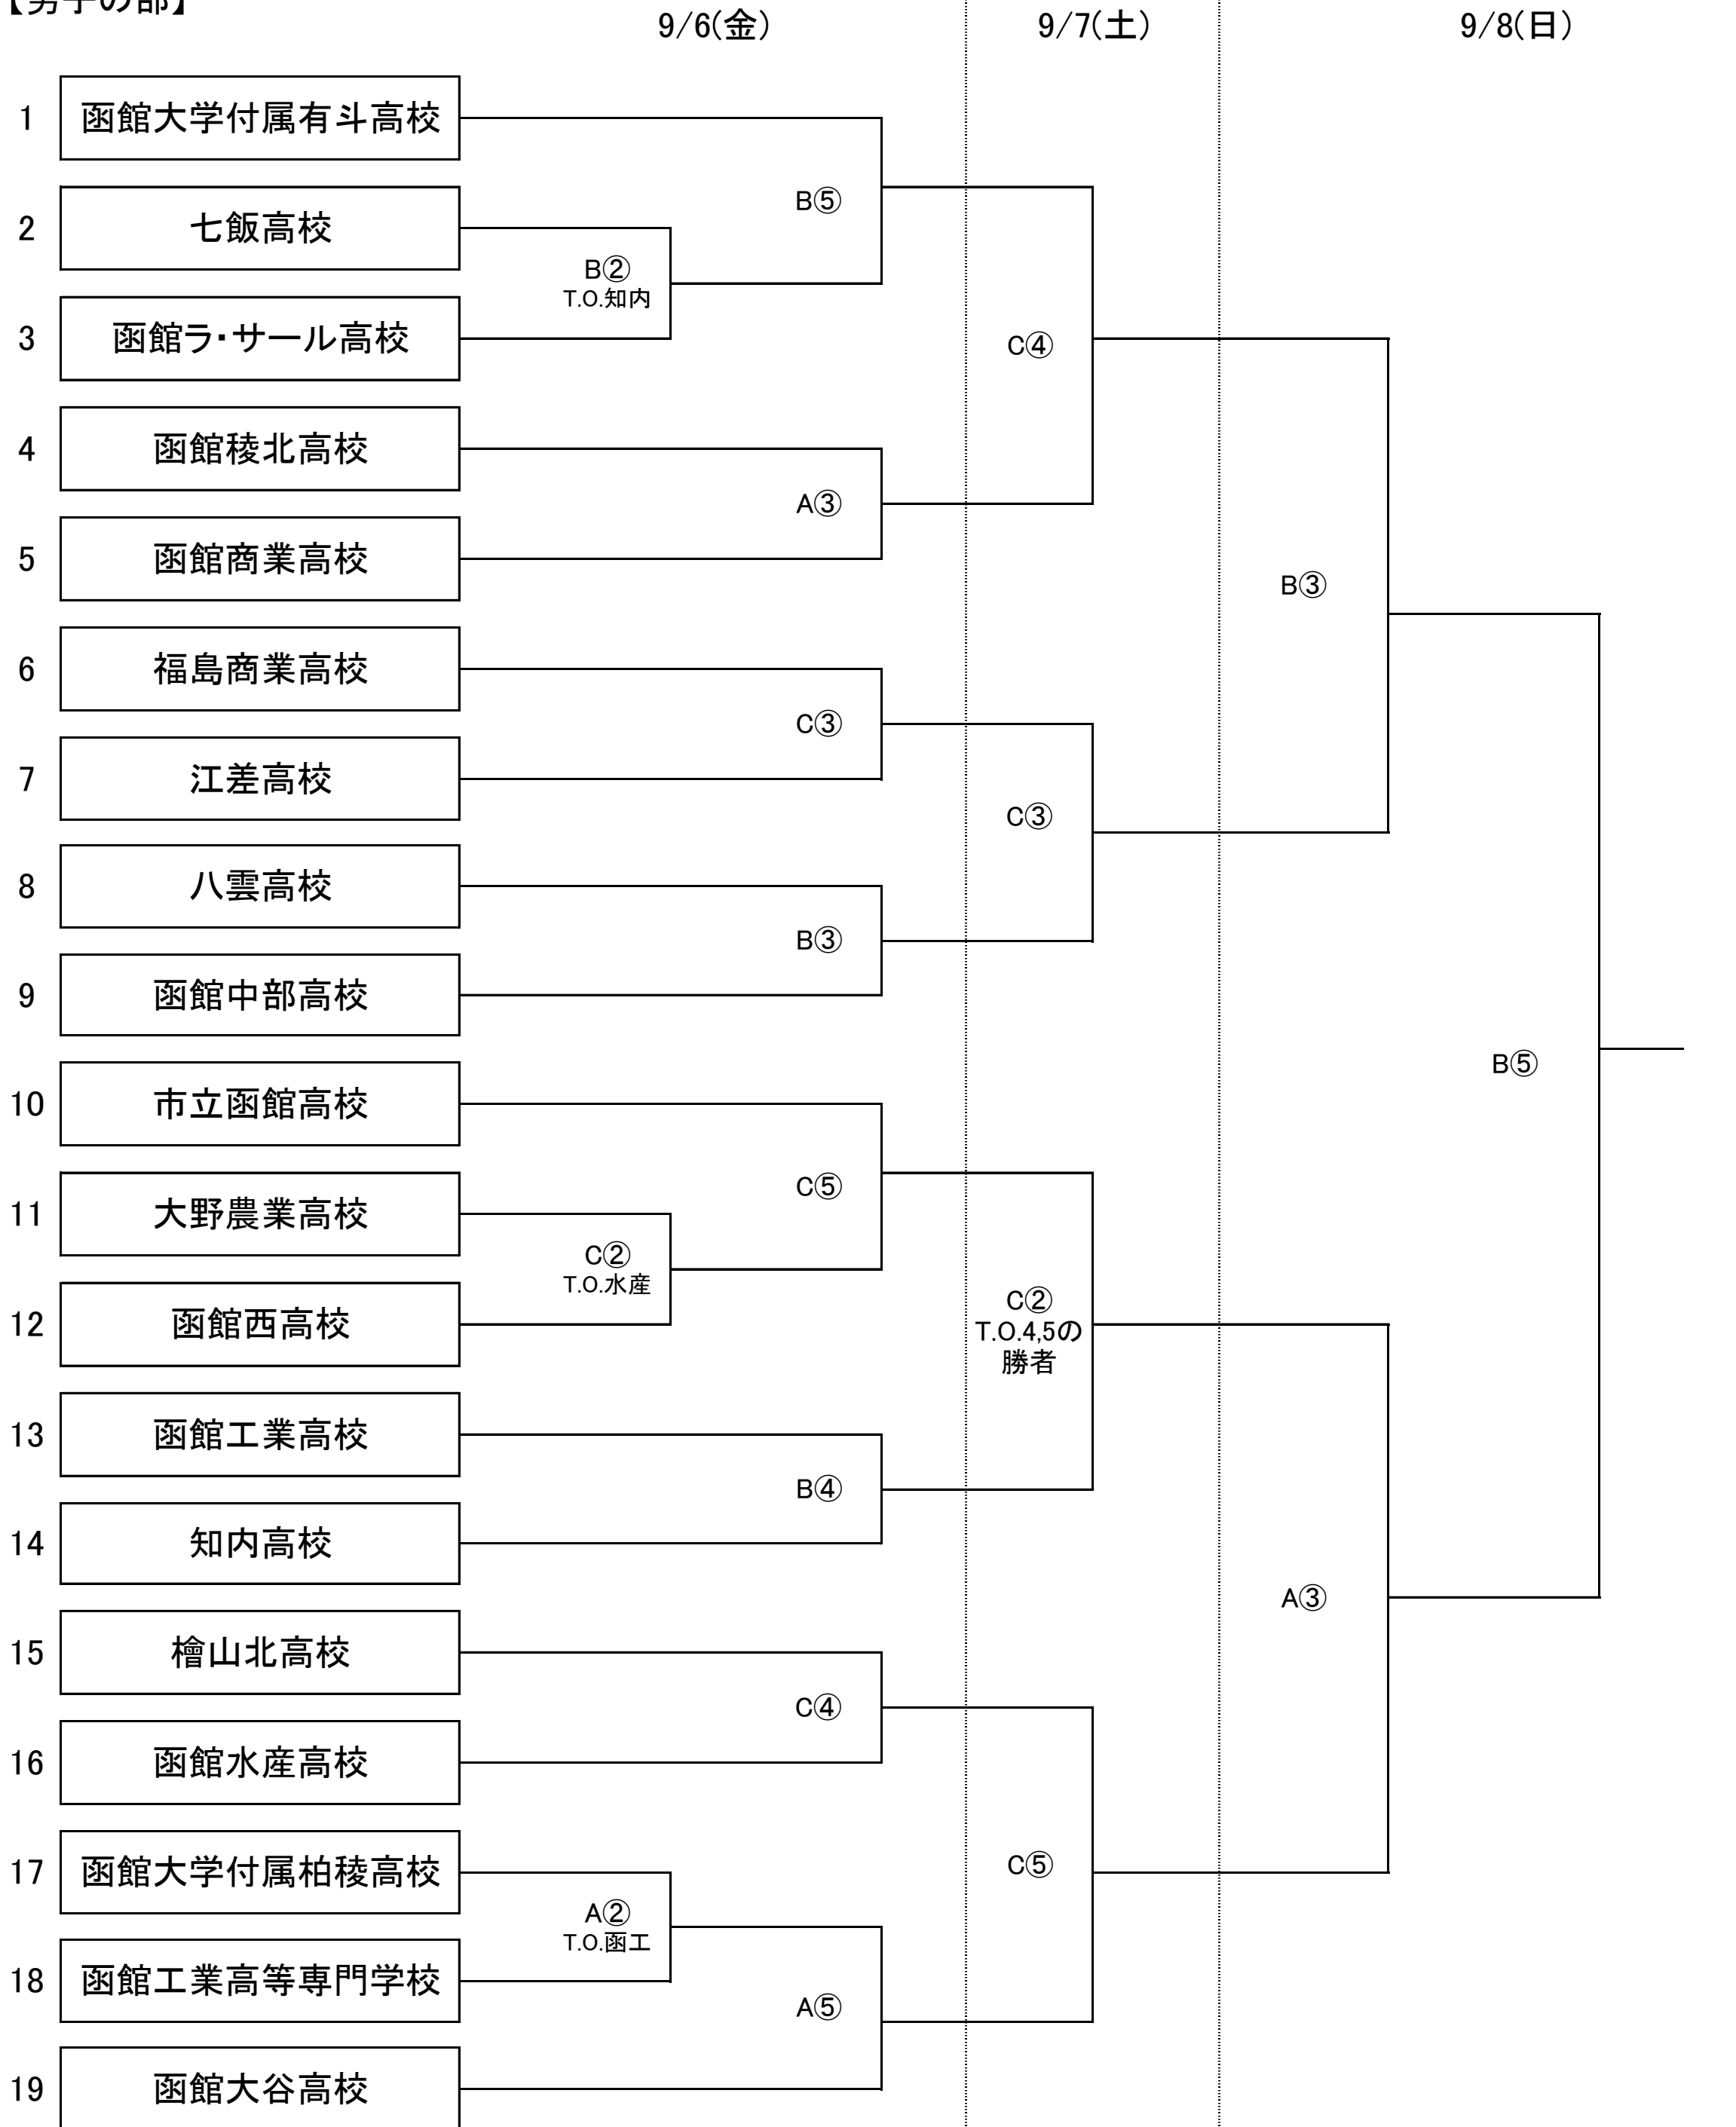 【男子の部】
9/6(金)
9/7(土)
9/8(日)
1 函館大学付属有斗高校
B⑤
2 七飯高校
B②
T.O.知内
3 函館ラ・サール高校
C④
4 函館稜北高校
A③
5 函館商業高校
B③
6 福島商業高校
C③
7 江差高校
C③
8 八雲高校
B③
9 函館中部高校
B⑤
10 市立函館高校
C⑤
11 大野農業高校
C②
T.O.水産
12 函館西高校
C②
T.O.4,5の
勝者
13 函館工業高校
B④
14 知内高校
A③
15 檜山北高校
C④
16 函館水産高校
17 函館大学付属柏稜高校
C⑤
A②
T.O.函工
18 函館工業高等専門学校
A⑤
19 函館大谷高校